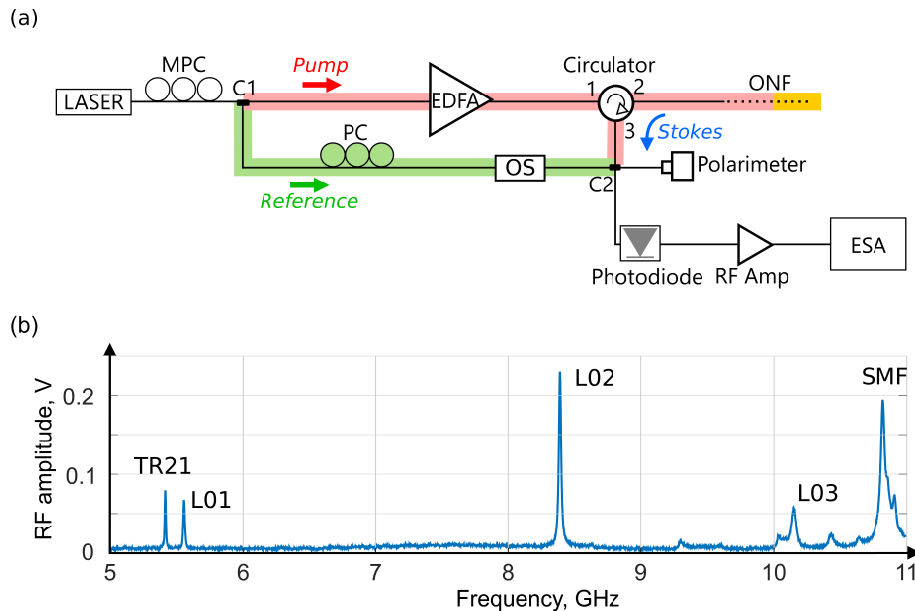 (a)
MPC
C1
Pump
Circulator
LASER
EDFA
1
2
ONF
PC
3
Stokes
OS
Polarimeter
C2
Reference
ESA
Photodiode
RF Amp
(b)
RF amplitude, V
0.2
0.1
0
TR21
L01
L02
L03
SMF
5
6
7
8
9
10
11
Frequency, GHz